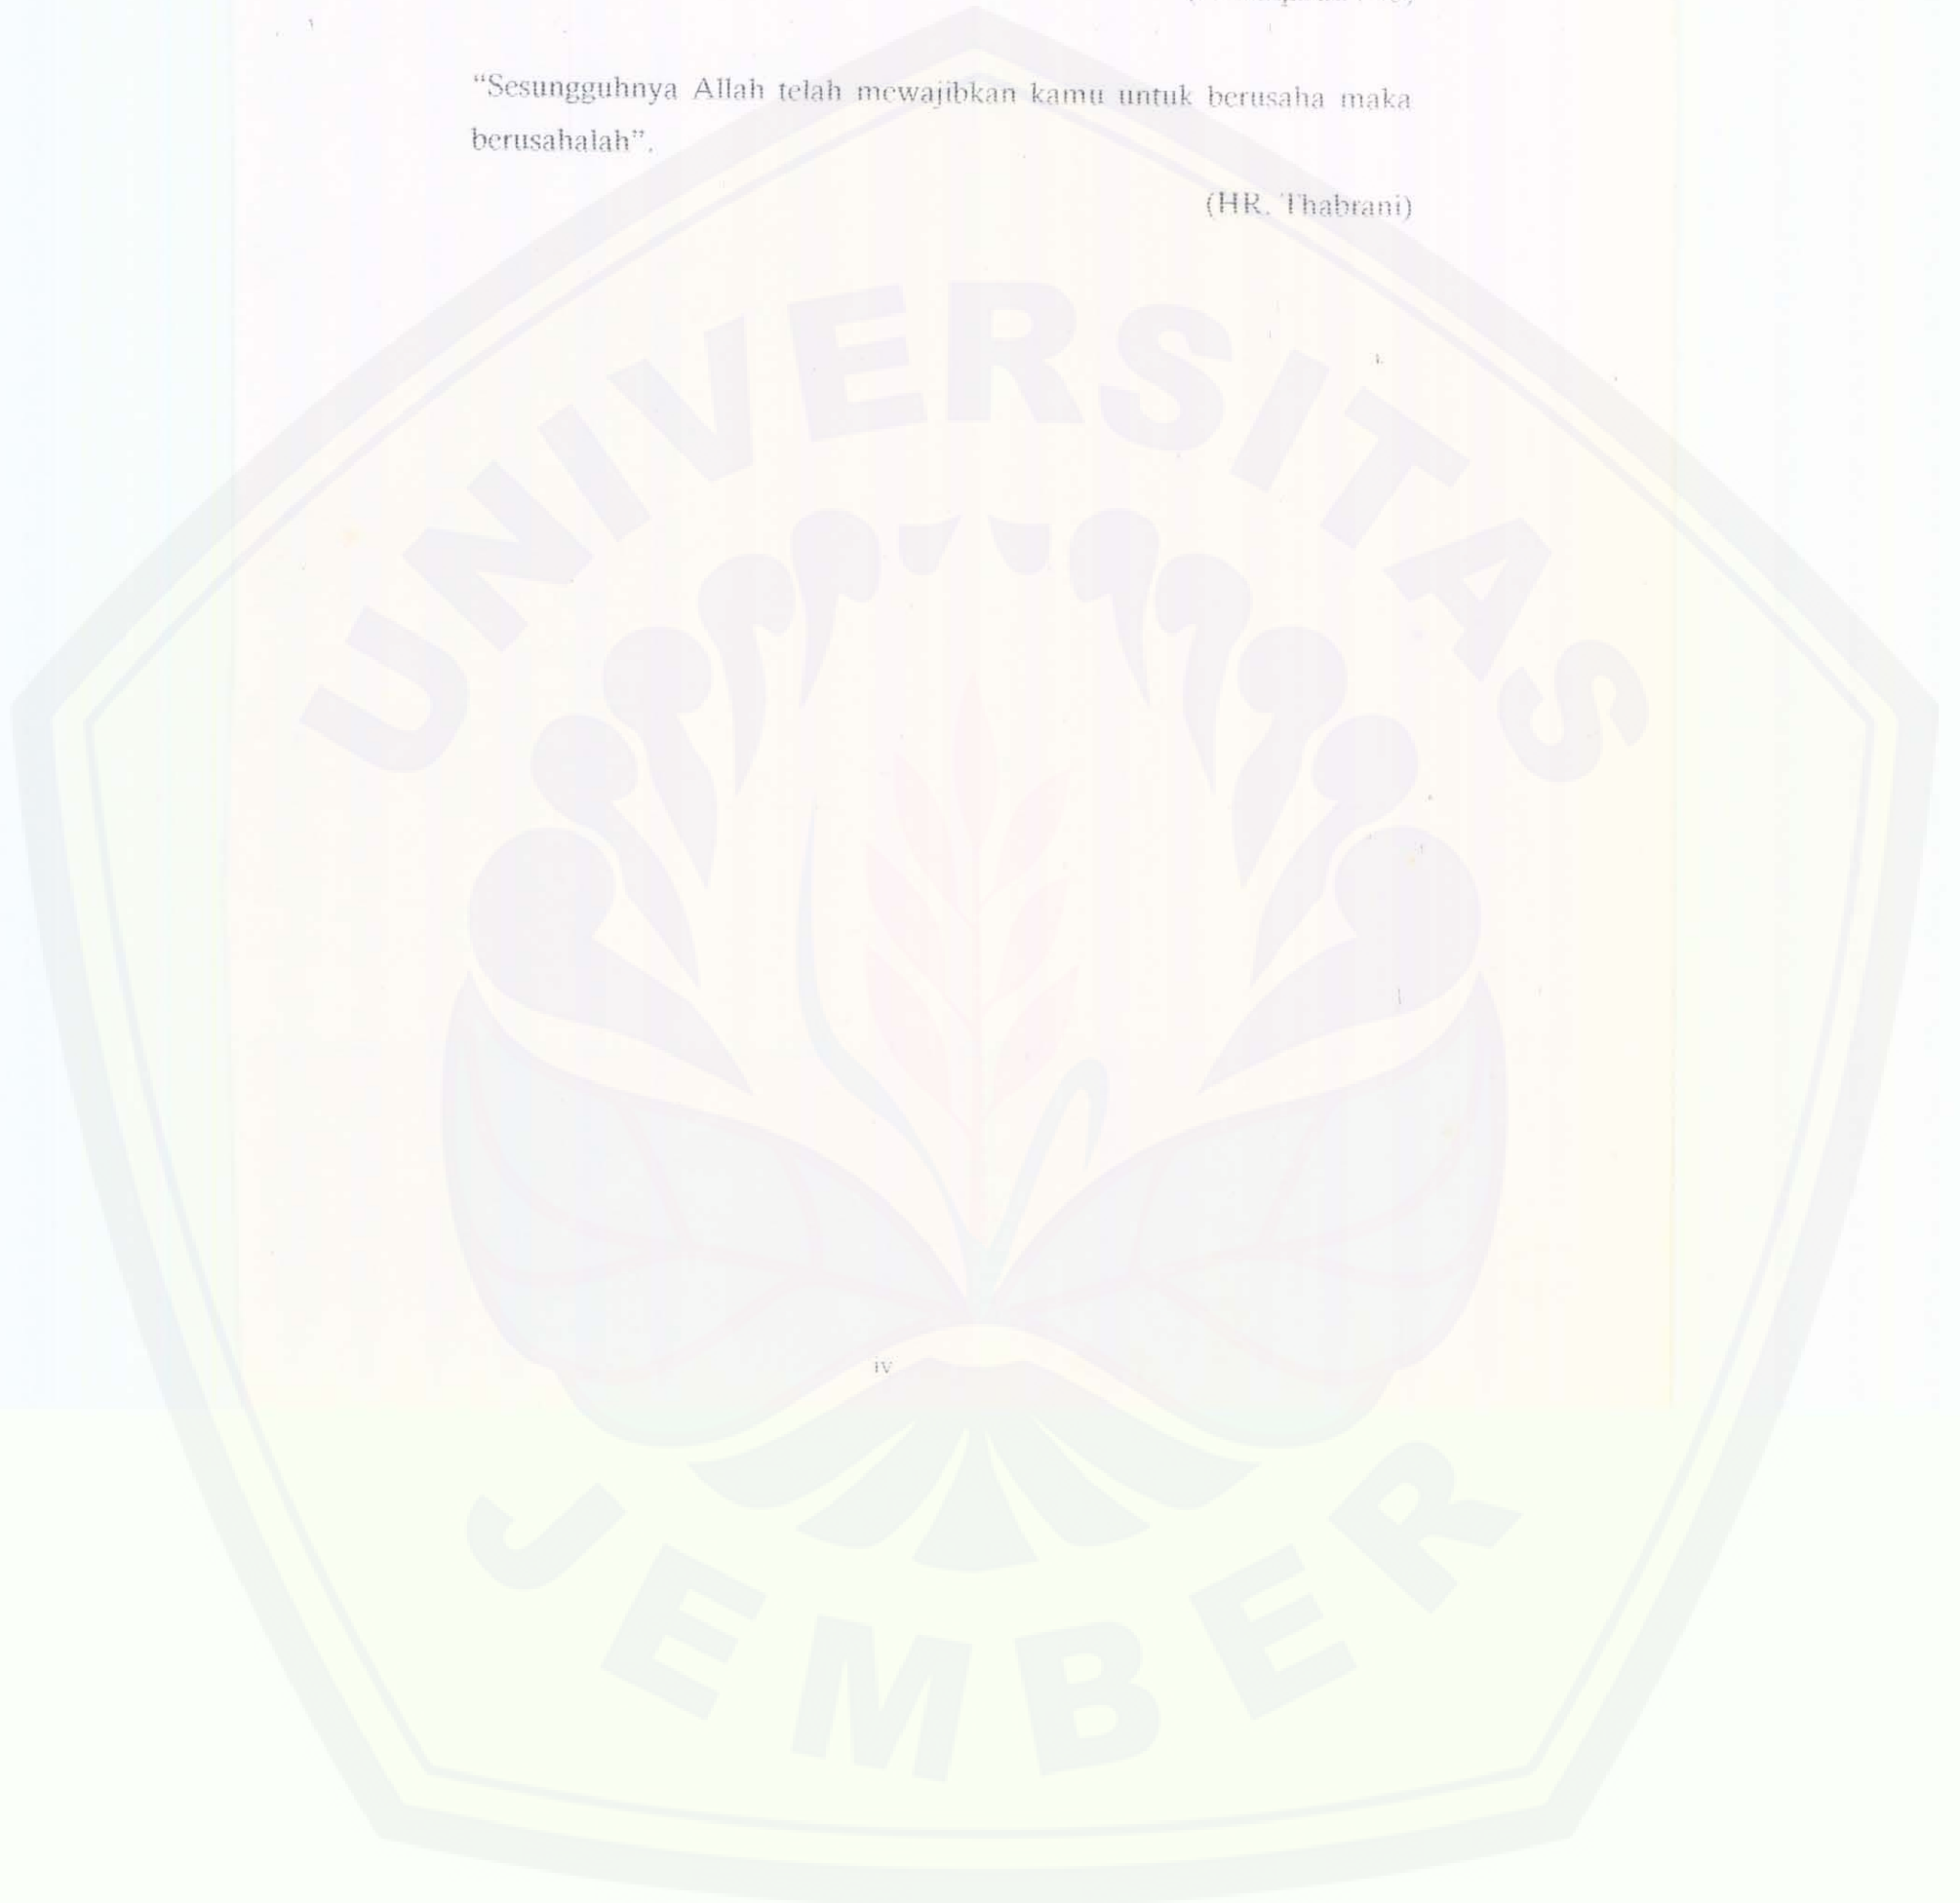 “Sesungguhnya Allah telah mewajibkan kamu untuk berusaha maka
berusahalah”.
(HR. Thabrani)
UNIVERSITAS
iv
JEMBER